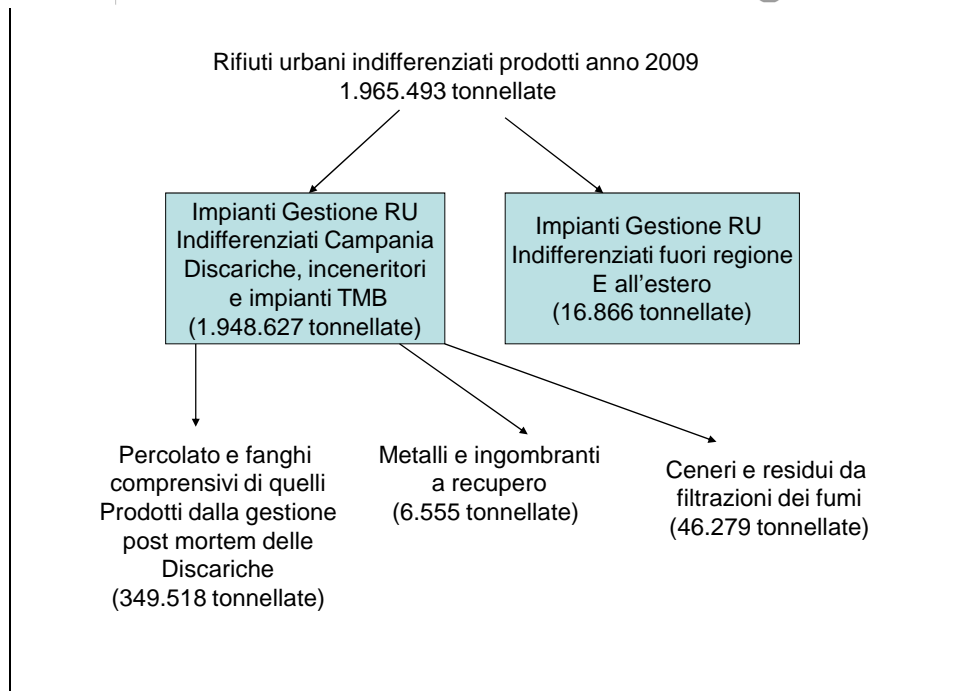 Rifiuti urbani indifferenziati prodotti anno 2009
1.965.493 tonnellate
Impianti Gestione RU
Indifferenziati Campania
Discariche, inceneritori
e impianti TMB
(1.948.627 tonnellate)
Impianti Gestione RU
Indifferenziati fuori regione
E all’estero
(16.866 tonnellate)
Percolato e fanghi
comprensivi di quelli
Prodotti dalla gestione
post mortem delle
Discariche
(349.518 tonnellate)
Metalli e ingombranti
a recupero
(6.555 tonnellate)
Ceneri e residui da
filtrazioni dei fumi
(46.279 tonnellate)